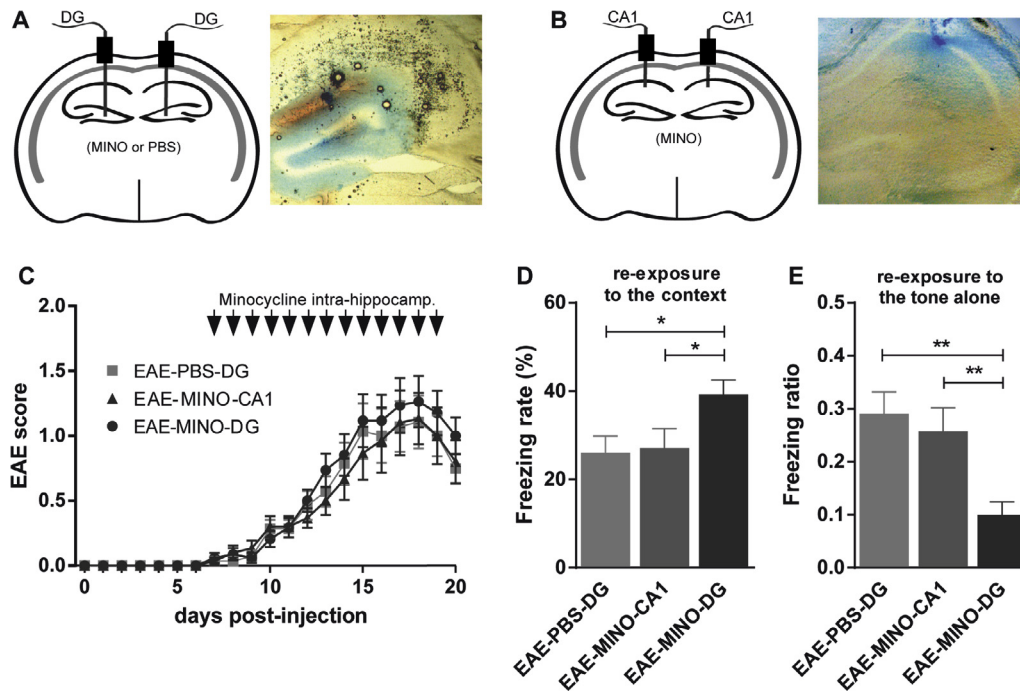 A
DG DG
(MINO or PBS)
B
CA1 CA1
(MINO)
C
Minocycline intra-hippocamp.
EAE score
2.0
1.5
1.0
0.5
0.0
EAE-PBS-DG
EAE-MINO-CA1
EAE-MINO-DG
0 5 10 15 20
days post-injection
D
re-exposure
to the context
Freezing rate (%)
60
40
20
0
*
*
EAE-PBS-DG
EAE-MINO-CA1
EAE-MINO-DG
E
re-exposure to
the tone alone
Freezing ratio
0.5
0.4
0.3
0.2
0.1
0.0
**
**
EAE-PBS-DG
EAE-MINO-CA1
EAE-MINO-DG